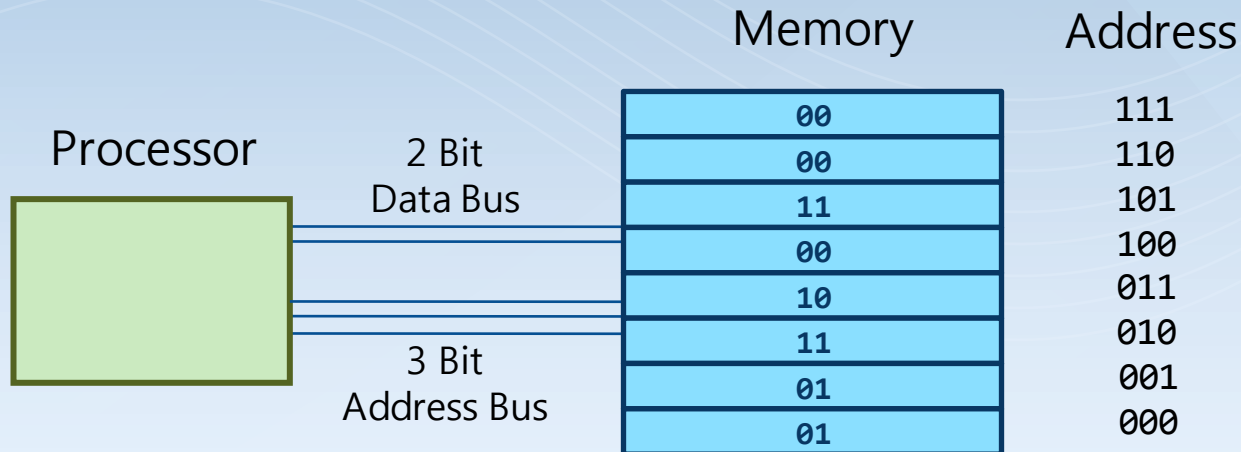 Memory Address
00 111
Processor 2 Bit 00 110
Data Bus 11 101
00 100
10 011
11 010
3 Bit 01 001
Address Bus 01 000